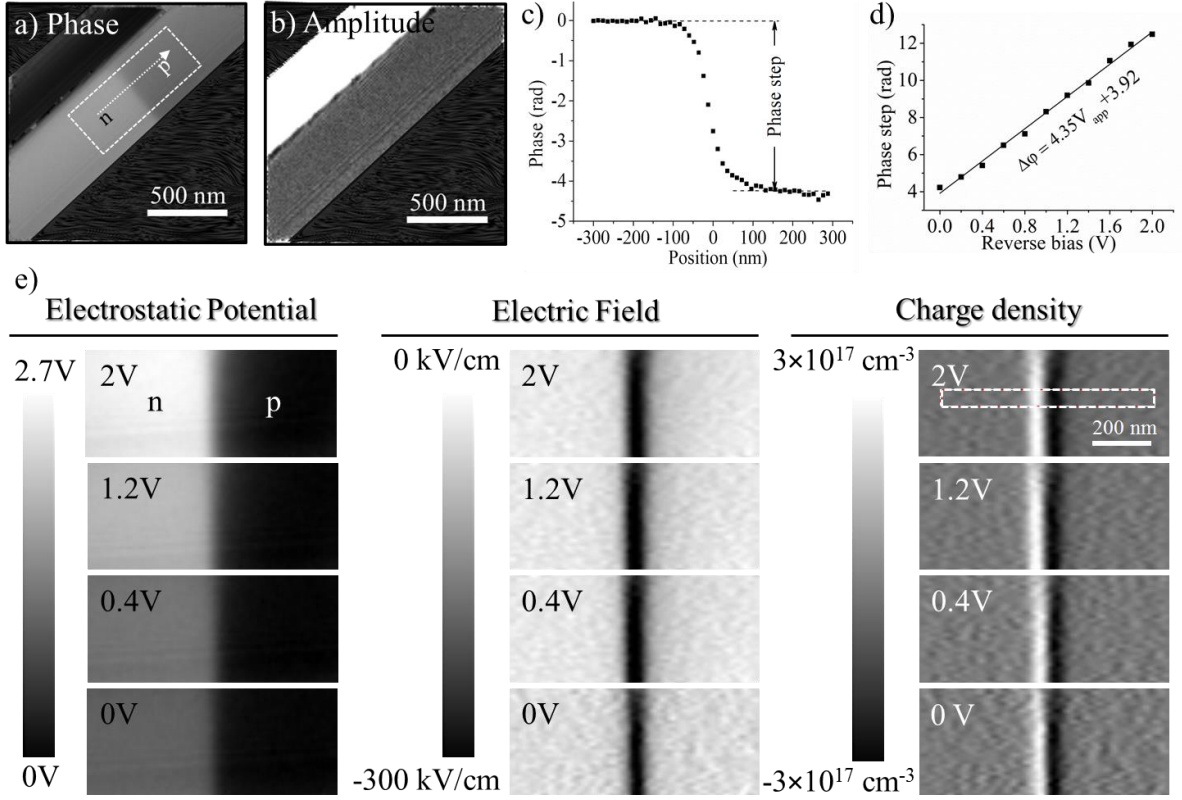 a) Phase
n
p
500 nm
b) Amplitude
500 nm
c)
Phase (rad)
0
-1
-2
-3
-4
-5
Phase step
-300 -200 -100 0 100 200 300
Position (nm)
d)
Phase step (rad)
12
10
8
6
4
Δφ = 4.35V app +3.92
0.0 0.4 0.8 1.2 1.6 2.0
Reverse bias (V)
e)
Electrostatic Potential
Electric Field
Charge density
2.7V
0V
2V
n p
1.2V
0.4V
0V
0 kV/cm
-300 kV/cm
2V
1.2V
0.4V
0V
3×10¹⁷ cm⁻³
-3×10¹⁷ cm⁻³
2V
200 nm
1.2V
0.4V
0 V